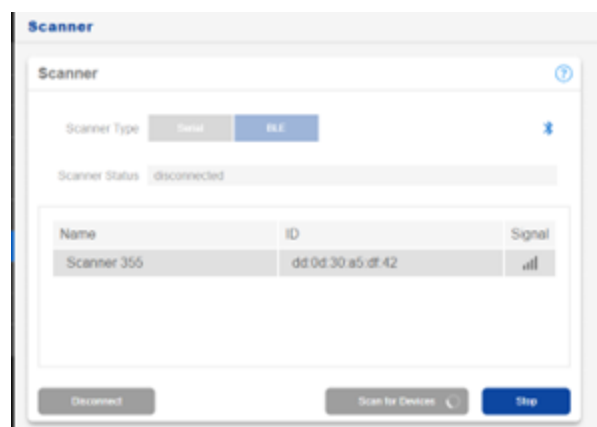 Scanner
Scanner
Scanner Type Serial BLE
Scanner Status disconnected
Name ID Signal
Scanner 355 dd:0d:30:a5:df:42
Disconnect Scan for Devices Stop